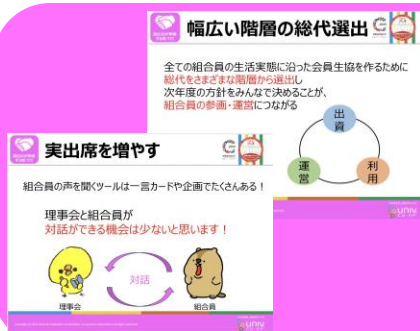 幅広い階層の総代選出
全ての組合員の生活実態に沿った会員生協を作るために
総代をさまざまな階層から選出し
次年度の方針をみんなで決めることが、
組合員の参画・運営につながる
出資
運営
利用
UNIV
CO-OP
実出席を増やす
組合員の声を聞くツールは一言カードや企画でたくさんある！
理事会と組合員が
対話ができる機会は少ないと思います！
対話
理事会
組合員
UNIV